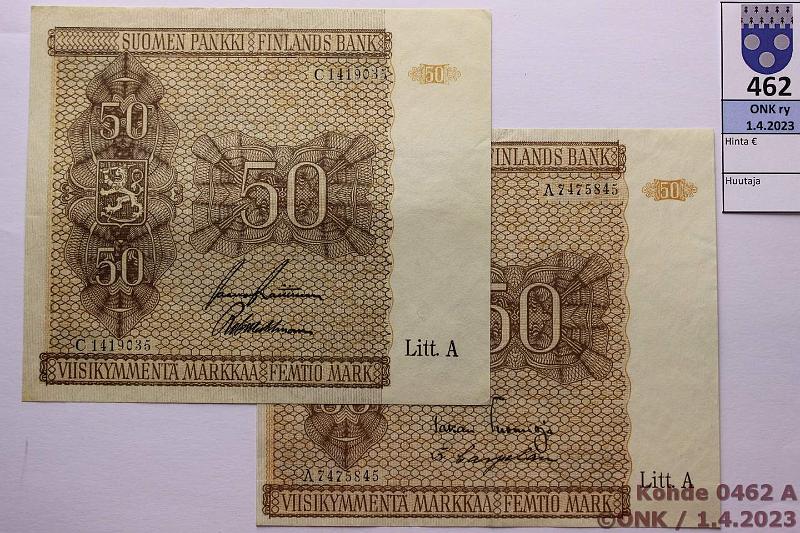 SUOMEN PANKKI FINLANDS BANK
C 1419035
50
50
50
50
C 1419035
Litt. A
VIISIKYMMENTÄ MARKKAA FEMTIO MARK
FINLANDS BANK
A 7475845
50
50
A 7475845
Litt. A
VIISIKYMMENTÄ MARKKAA FEMTIO MARK
462
ONK ry
1.4.2023
Hinta €
Huutaja
Kohde 0462 A
©ONK / 1.4.2023